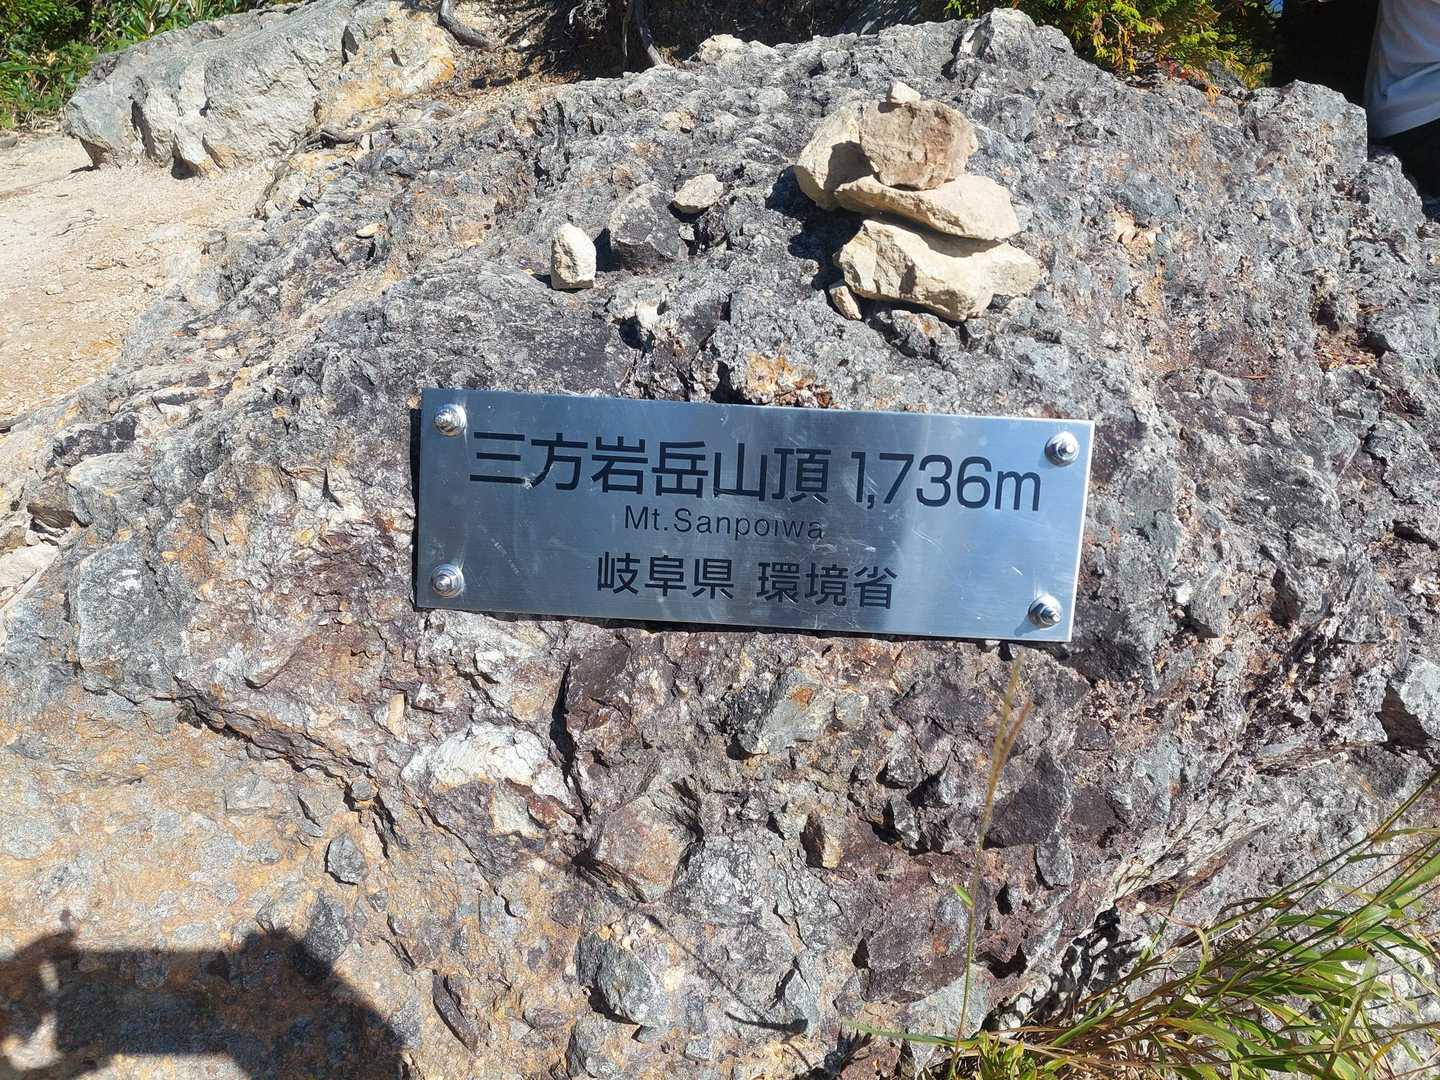 三方岩岳山頂 1,736m
Mt.Sanpoiwa
岐阜県 環境省